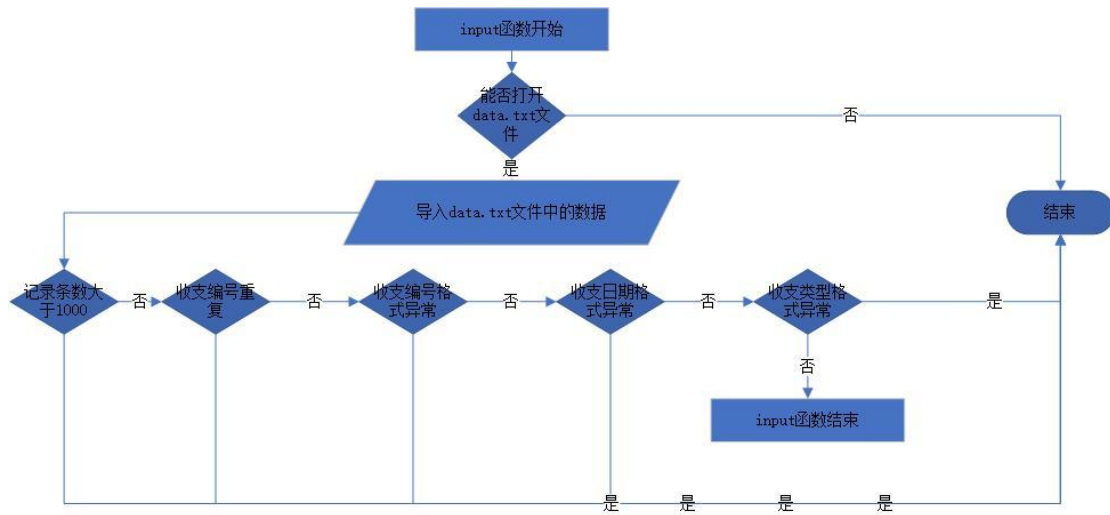 input函数开始
能否打开
data.txt文
件
否
是
导入data.txt文件中的数据
结束
记录条数大
于1000
否
收支编号重
复
否
收支编号格
式异常
否
收支日期格
式异常
否
收支类型格
式异常
是
否
input函数结束
是
是
是
是